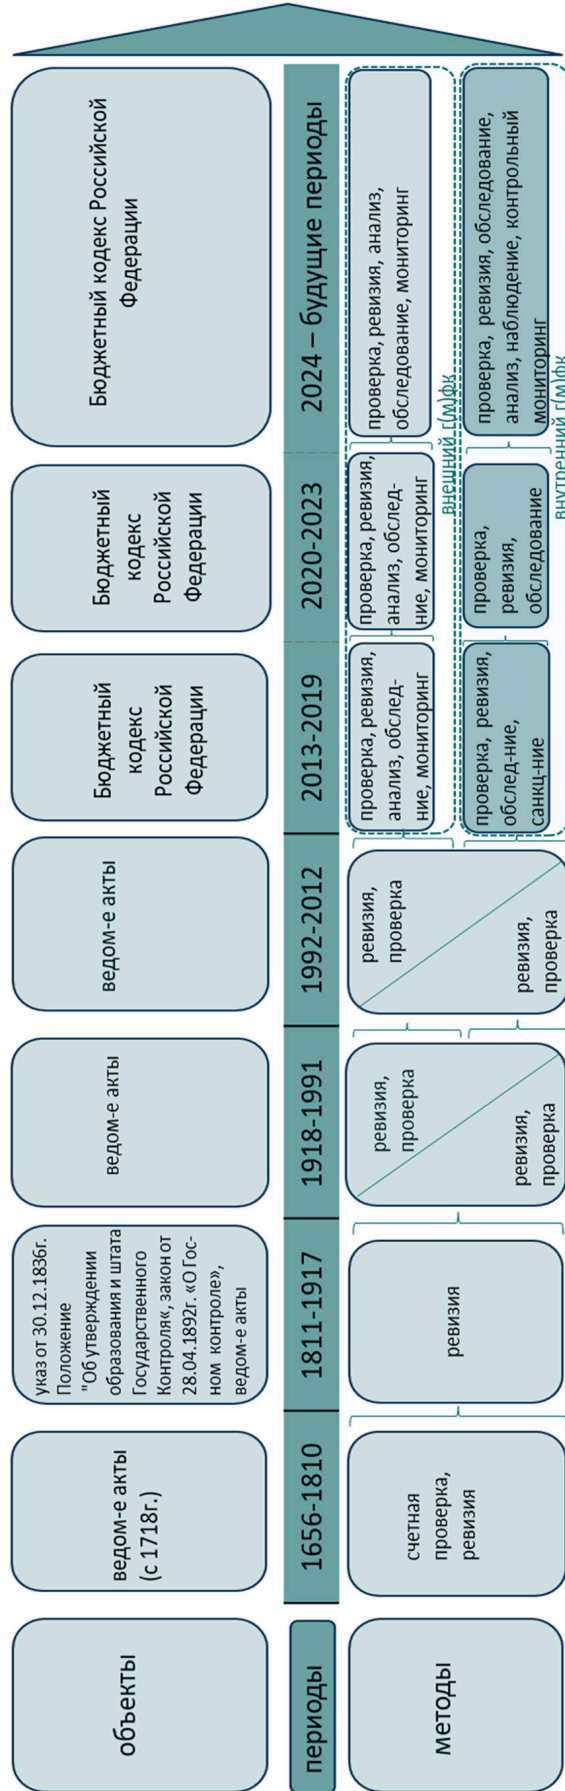 объекты
ведом-е акты
(с 1718г.)
указ от 30.12.1836г.
Положение
"Об утверждении
образования и штата
Государственного
Контроля«, закон от
28.04.1892г. «О Гос-
ном контроле»,
ведом-е акты
ведом-е акты
ведом-е акты
Бюджетный
кодекс
Российской
Федерации
Бюджетный
кодекс
Российской
Федерации
Бюджетный кодекс Российской
Федерации
периоды
1656-1810
1811-1917
1918-1991
1992-2012
2013-2019
2020-2023
2024 – будущие периоды
методы
счетная
проверка,
ревизия
ревизия
ревизия,
проверка
ревизия,
проверка
ревизия,
проверка
ревизия,
проверка
проверка, ревизия,
анализ, обслед-
ние, мониторинг
проверка, ревизия,
анализ, обслед-
ние, мониторинг
проверка, ревизия, анализ,
обследование, мониторинг
внешний г(м)фк
проверка, ревизия,
обслед-ние,
санкц-ние
проверка,
ревизия,
обследование
проверка, ревизия, обследование,
анализ, наблюдение, контрольный
мониторинг
внутренний г(м)фк